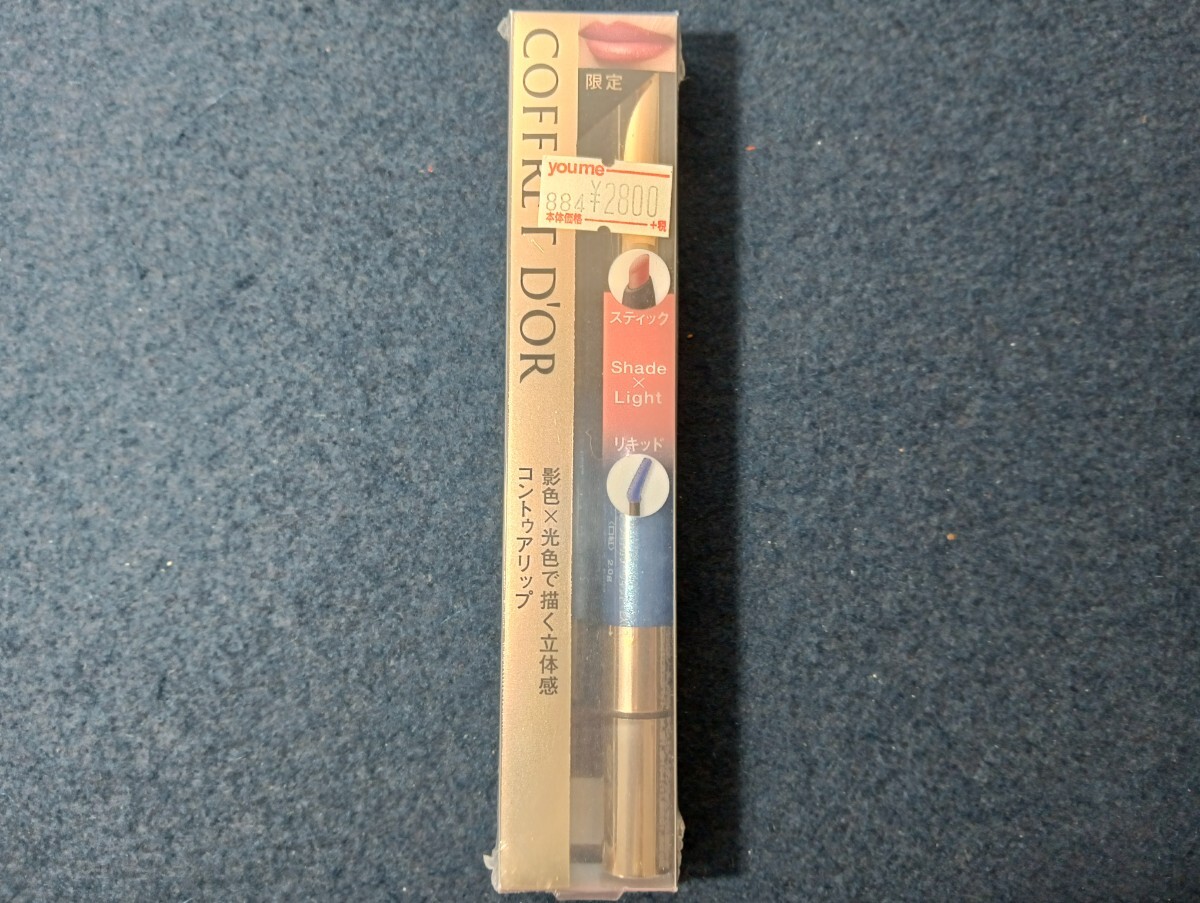 COFFRET D'OR
影色×光色で描く立体感
コントゥアリップ
限定
youme
884 ¥2800
本体価格 +税
スティック
Shade
×
Light
リキッド